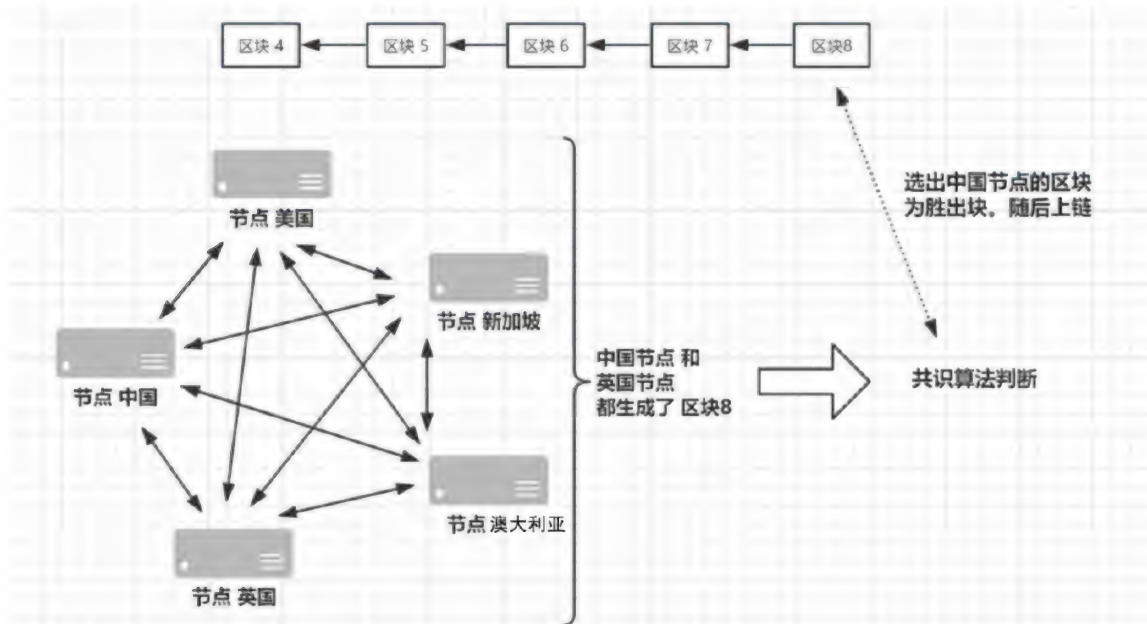 区块 4
区块 5
区块 6
区块 7
区块8
选出中国节点的区块
为胜出块。随后上链
节点 美国
节点 新加坡
节点 中国
中国节点 和
英国节点
都生成了 区块8
共识算法判断
节点 澳大利亚
节点 英国